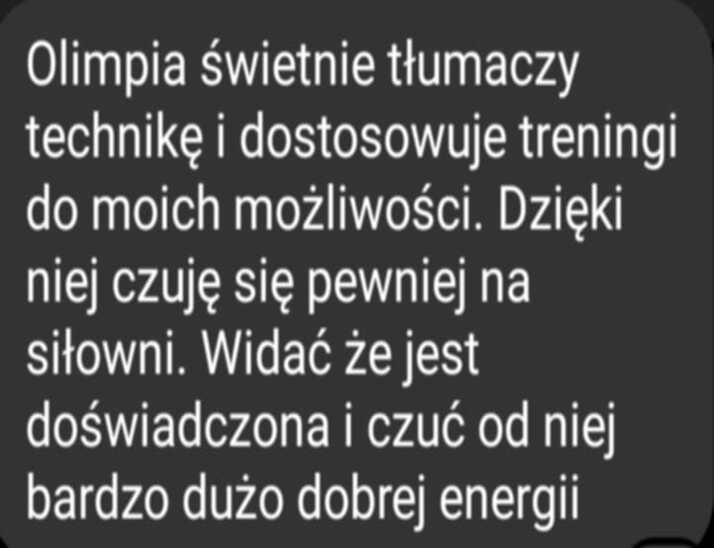 Olimpia świetnie tłumaczy
technikę i dostosowuje treningi
do moich możliwości. Dzięki
niej czuję się pewniej na
siłowni. Widać że jest
doświadczona i czuć od niej
bardzo dużo dobrej energii